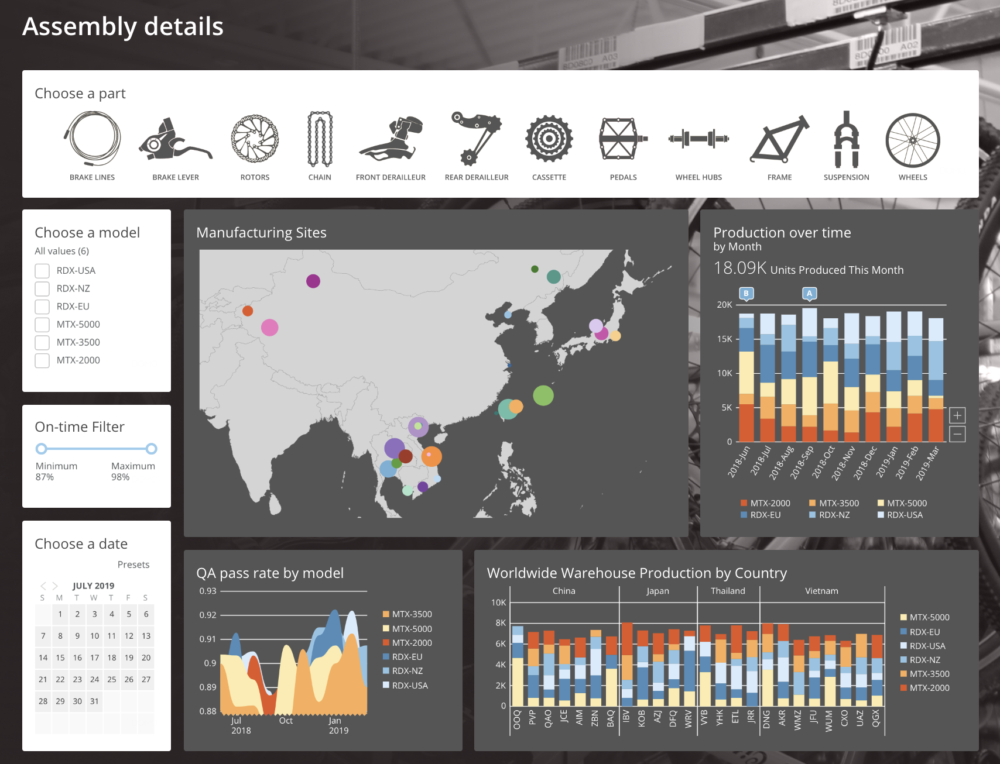 Assembly details
8D08C0 A03
A02
Choose a part
BRAKE LINES BRAKE LEVER ROTORS CHAIN FRONT DERAILLEUR REAR DERAILLEUR CASSETTE PEDALS WHEEL HUBS FRAME SUSPENSION WHEELS
Choose a model
All values (6)
RDX-USA
RDX-NZ
RDX-EU
MTX-5000
MTX-3500
MTX-2000
On-time Filter
Minimum Maximum
87% 98%
Choose a date
Presets
JULY 2019
S M T W T F S
1 2 3 4 5 6
7 8 9 10 11 12 13
14 15 16 17 18 19 20
21 22 23 24 25 26 27
28 29 30 31
Manufacturing Sites
Production over time
by Month
18.09K Units Produced This Month
B A
20K
15K
10K
5K
0
+
−
2018-Jun 2018-Jul 2018-Aug 2018-Sep 2018-Oct 2018-Nov 2018-Dec 2019-Jan 2019-Feb 2019-Mar
MTX-2000 MTX-3500 MTX-5000
RDX-EU RDX-NZ RDX-USA
QA pass rate by model
0.93
0.92
0.91
0.9
0.89
0.88
Jul Oct Jan
2018 2019
MTX-3500
MTX-5000
MTX-2000
RDX-EU
RDX-NZ
RDX-USA
Worldwide Warehouse Production by Country
China Japan Thailand Vietnam
10K
8K
6K
4K
2K
0
OOQ PVP QAO JCE AIM ZBN BAQ IBV KOB AZJ DFQ WRV VYB YHK ETL JRR DNG AKR WMZ JFU WUM CXO UAZ QGX
MTX-5000
RDX-EU
RDX-USA
RDX-NZ
MTX-3500
MTX-2000